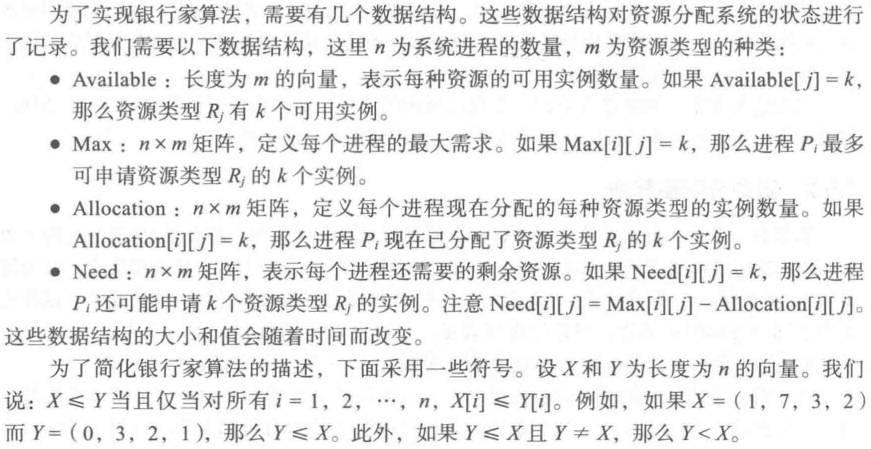 为了实现银行家算法，需要有几个数据结构。这些数据结构对资源分配系统的状态进行
了记录。我们需要以下数据结构，这里 n 为系统进程的数量，m 为资源类型的种类：
● Available：长度为 m 的向量，表示每种资源的可用实例数量。如果 Available[j] = k，
那么资源类型 Rj 有 k 个可用实例。
● Max：n × m 矩阵，定义每个进程的最大需求。如果 Max[i][j] = k，那么进程 Pi 最多
可申请资源类型 Rj 的 k 个实例。
● Allocation：n × m 矩阵，定义每个进程现在分配的每种资源类型的实例数量。如果
Allocation[i][j] = k，那么进程 Pi 现在已分配了资源类型 Rj 的 k 个实例。
● Need：n × m 矩阵，表示每个进程还需要的剩余资源。如果 Need[i][j] = k，那么进程
Pi 还可能申请 k 个资源类型 Rj 的实例。注意 Need[i][j] = Max[i][j] − Allocation[i][j]。
这些数据结构的大小和值会随着时间而改变。
为了简化银行家算法的描述，下面采用一些符号。设 X 和 Y 为长度为 n 的向量。我们
说：X ≤ Y 当且仅当对所有 i = 1，2，…，n，X[i] ≤ Y[i]。例如，如果 X =（1，7，3，2）
而 Y =（0，3，2，1），那么 Y ≤ X。此外，如果 Y ≤ X 且 Y ≠ X，那么 Y < X。